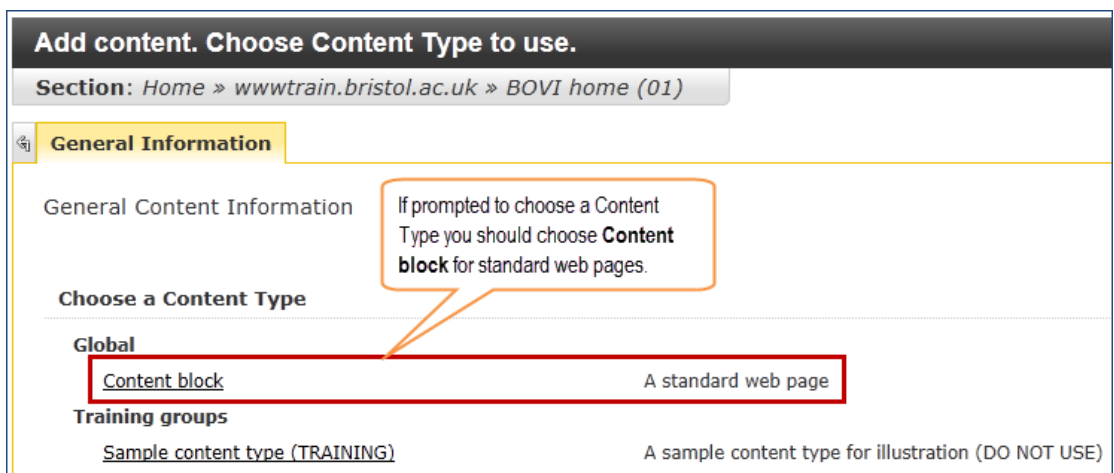 Add content. Choose Content Type to use.
Section: Home » wwwtrain.bristol.ac.uk » BOVI home (01)
General Information
General Content Information
If prompted to choose a Content
Type you should choose Content
block for standard web pages.
Choose a Content Type
Global
Content block A standard web page
Training groups
Sample content type (TRAINING) A sample content type for illustration (DO NOT USE)